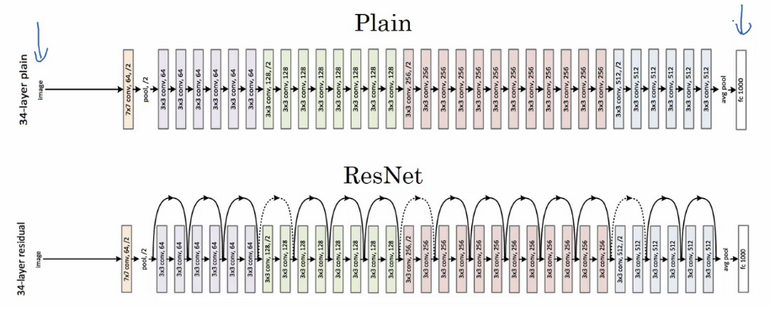 Plain
34-layer plain
image
7x7 conv, 64, /2
pool, /2
3x3 conv, 64
3x3 conv, 64
3x3 conv, 64
3x3 conv, 64
3x3 conv, 64
3x3 conv, 64
3x3 conv, 128, /2
3x3 conv, 128
3x3 conv, 128
3x3 conv, 128
3x3 conv, 128
3x3 conv, 128
3x3 conv, 128
3x3 conv, 128
3x3 conv, 256, /2
3x3 conv, 256
3x3 conv, 256
3x3 conv, 256
3x3 conv, 256
3x3 conv, 256
3x3 conv, 256
3x3 conv, 256
3x3 conv, 256
3x3 conv, 256
3x3 conv, 256
3x3 conv, 256
3x3 conv, 512, /2
3x3 conv, 512
3x3 conv, 512
3x3 conv, 512
3x3 conv, 512
3x3 conv, 512
avg pool
fc 1000
ResNet
34-layer residual
image
7x7 conv, 64, /2
pool, /2
3x3 conv, 64
3x3 conv, 64
3x3 conv, 64
3x3 conv, 64
3x3 conv, 64
3x3 conv, 64
3x3 conv, 128, /2
3x3 conv, 128
3x3 conv, 128
3x3 conv, 128
3x3 conv, 128
3x3 conv, 128
3x3 conv, 128
3x3 conv, 128
3x3 conv, 256, /2
3x3 conv, 256
3x3 conv, 256
3x3 conv, 256
3x3 conv, 256
3x3 conv, 256
3x3 conv, 256
3x3 conv, 256
3x3 conv, 256
3x3 conv, 256
3x3 conv, 256
3x3 conv, 256
3x3 conv, 512, /2
3x3 conv, 512
3x3 conv, 512
3x3 conv, 512
3x3 conv, 512
3x3 conv, 512
avg pool
fc 1000